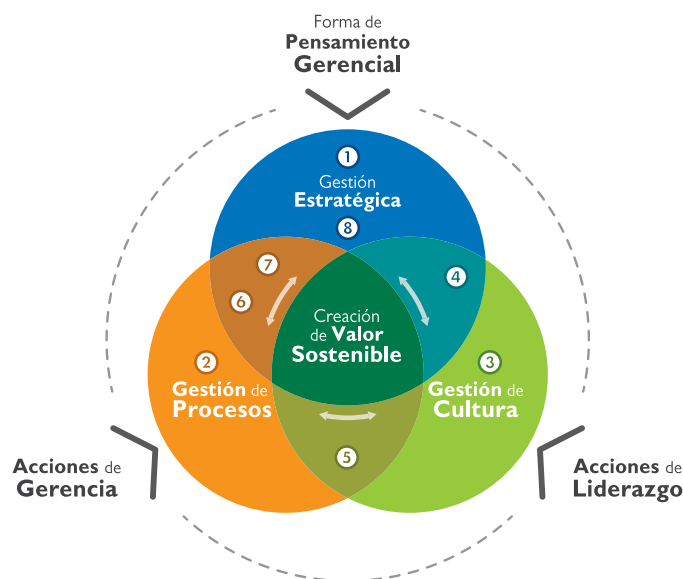 Forma de
Pensamiento
Gerencial
1
Gestión
Estratégica
8
7
4
6
Creación
de Valor
Sostenible
2
Gestión de
Procesos
3
Gestión de
Cultura
5
Acciones de
Gerencia
Acciones de
Liderazgo